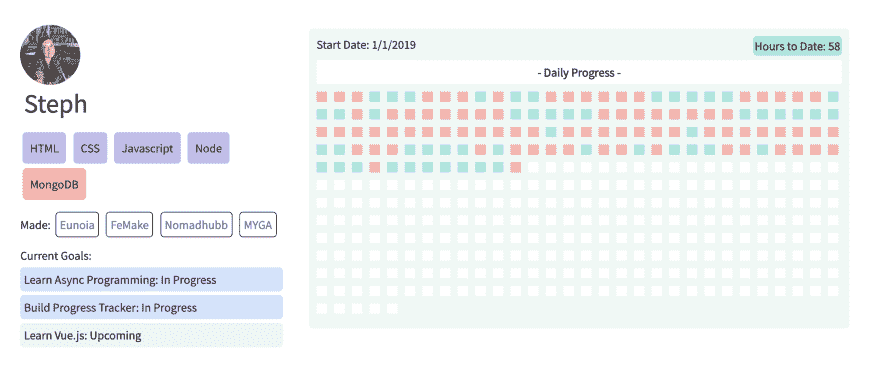 Steph
HTML CSS Javascript Node
MongoDB
Made: Eunoia FeMake Nomadhubb MYGA
Current Goals:
Learn Async Programming: In Progress
Build Progress Tracker: In Progress
Learn Vue.js: Upcoming
Start Date: 1/1/2019 Hours to Date: 58
- Daily Progress -